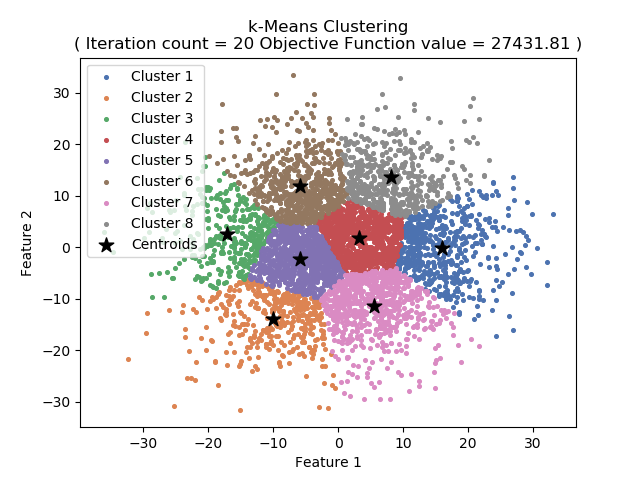 k-Means Clustering
( Iteration count = 20 Objective Function value = 27431.81 )
Cluster 1
Cluster 2
Cluster 3
Cluster 4
Cluster 5
Cluster 6
Cluster 7
Cluster 8
Centroids
Feature 2
30
20
10
0
−10
−20
−30
−30 −20 −10 0 10 20 30
Feature 1